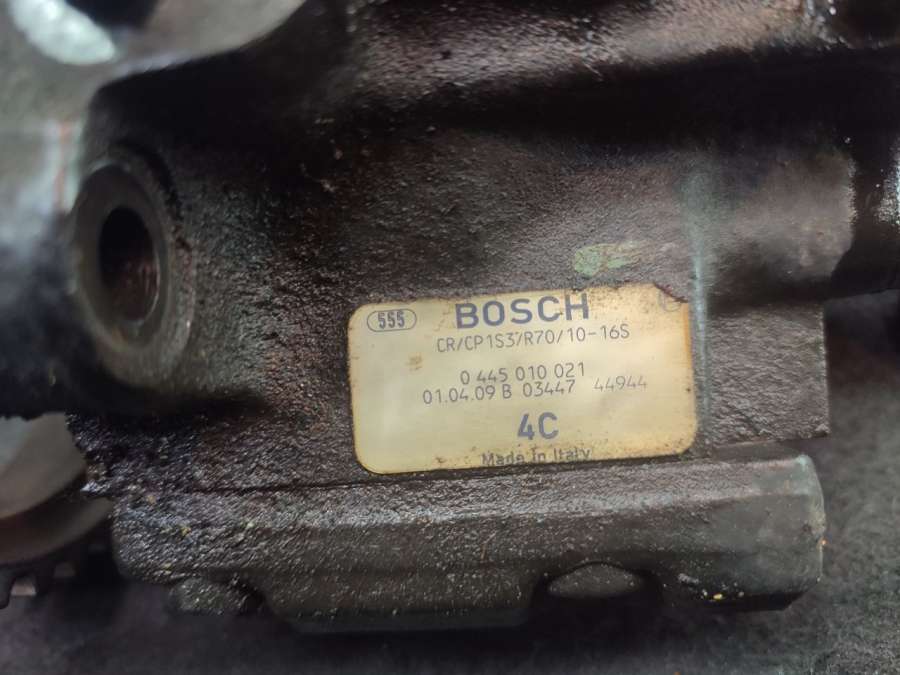 555 BOSCH
CR/CP1S3/R70/10-16S
0 445 010 021
01.04.09 B 03447 44944
4C
Made In Italy